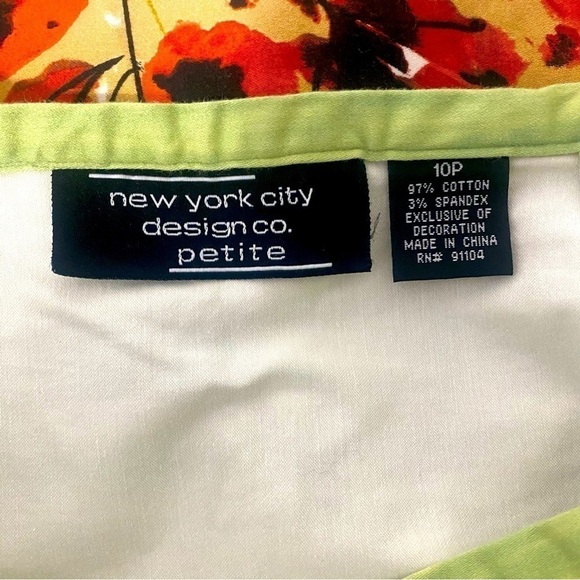 new york city
design co.
petite
10P
97% COTTON
3% SPANDEX
EXCLUSIVE OF
DECORATION
MADE IN CHINA
RN# 91104